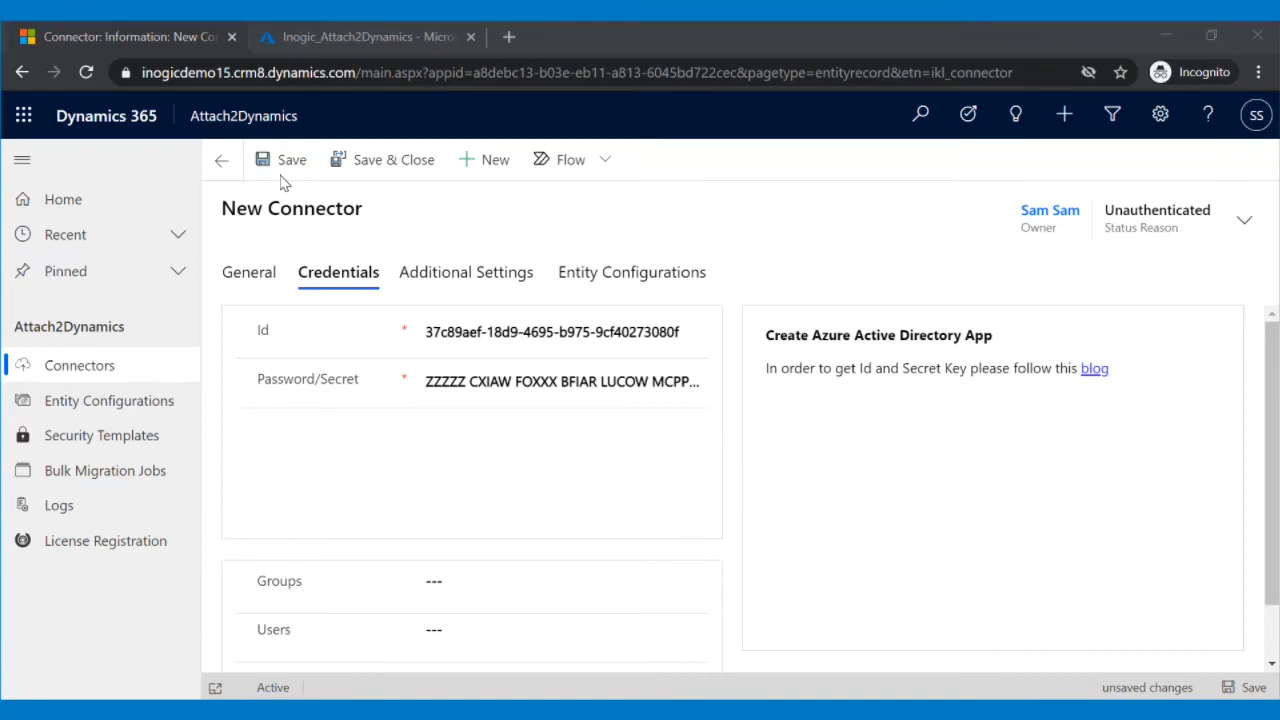 Connector: Information: New Cor
Inogic_Attach2Dynamics - Micro
inogicdemo15.crm8.dynamics.com/main.aspx?appid=a8debc13-b03e-eb11-a813-6045bd722cec&pagetype=entityrecord&etn=ikl_connector
Incognito
Dynamics 365
Attach2Dynamics
SS
Save
Save & Close
New
Flow
New Connector
Sam Sam
Owner
Unauthenticated
Status Reason
Home
Recent
Pinned
Attach2Dynamics
Connectors
Entity Configurations
Security Templates
Bulk Migration Jobs
Logs
License Registration
General
Credentials
Additional Settings
Entity Configurations
Id
*
37c89aef-18d9-4695-b975-9cf40273080f
Password/Secret
*
ZZZZZ CXIAW FOXXX BFIAR LUCOW MCPP...
Create Azure Active Directory App
In order to get Id and Secret Key please follow this blog
Groups
---
Users
---
Active
unsaved changes
Save